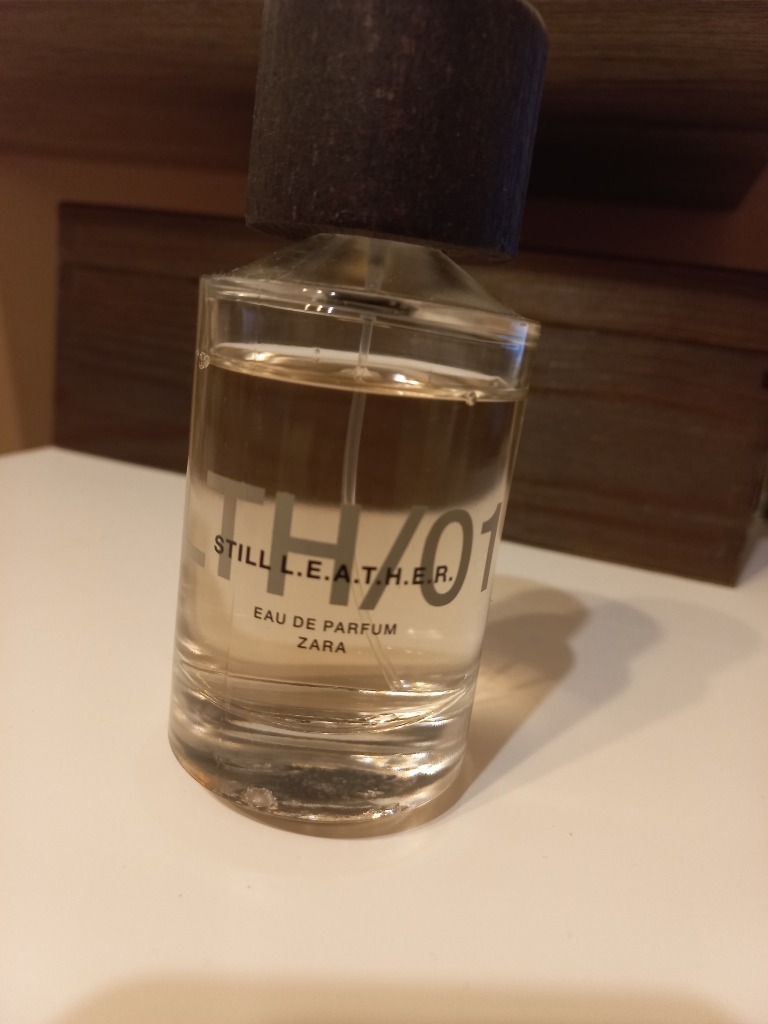 LTH/01
STILL L.E.A.T.H.E.R.
EAU DE PARFUM
ZARA